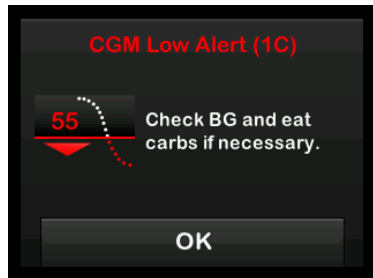 CGM Low Alert (1C)
55
Check BG and eat
carbs if necessary.
OK